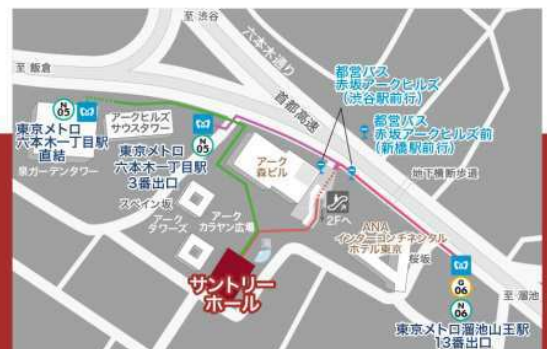 至 渋谷
六本木通り
至 飯倉
首都高速
都営バス
赤坂アークヒルズ
(渋谷駅前行)
都営バス
赤坂アークヒルズ前
(新橋駅前行)
N
05
東京メトロ
六本木一丁目駅
直結
泉ガーデンタワー
アークヒルズ
サウスタワー
N
05
東京メトロ
六本木一丁目駅
3番出口
アーク
森ビル
地下横断歩道
スペイン坂
アーク
タワーズ
アーク
カラヤン広場
滝
2Fへ
ANA
インターコンチネンタル
ホテル東京
桜坂
サントリー
ホール
G
06
N
06
至 溜池
東京メトロ溜池山王駅
13番出口